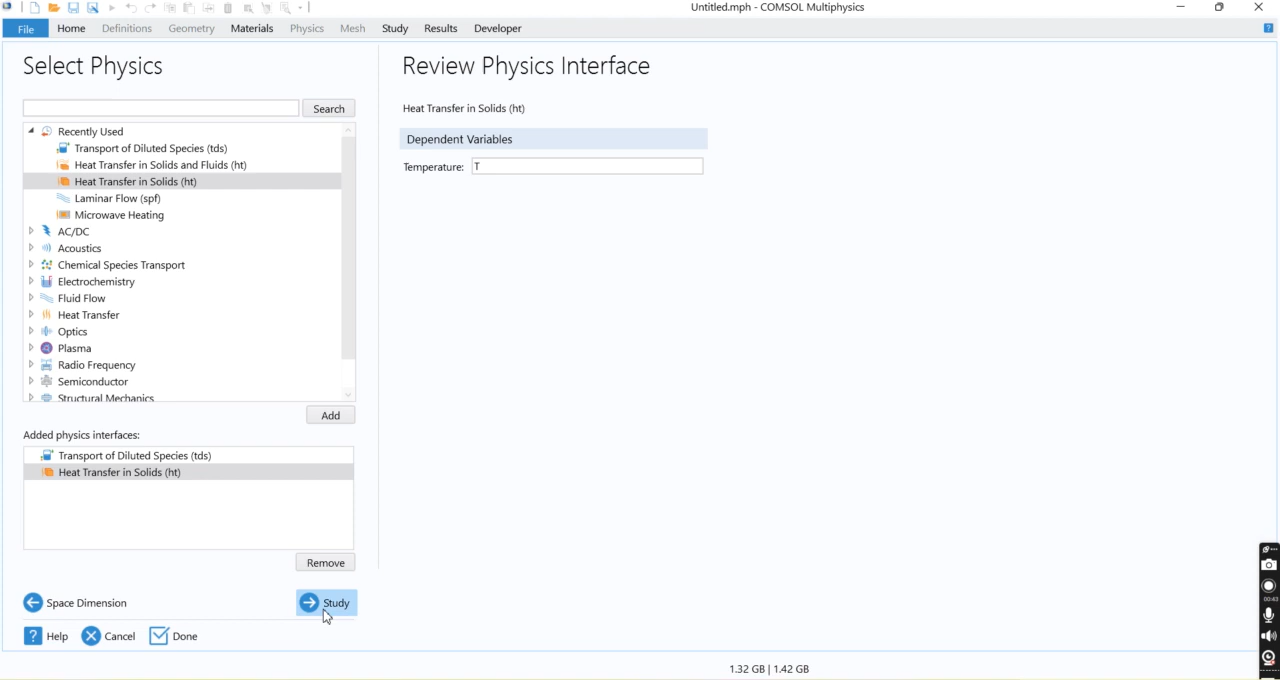 Untitled.mph - COMSOL Multiphysics
File Home Definitions Geometry Materials Physics Mesh Study Results Developer
Select Physics
Search
Recently Used
Transport of Diluted Species (tds)
Heat Transfer in Solids and Fluids (ht)
Heat Transfer in Solids (ht)
Laminar Flow (spf)
Microwave Heating
AC/DC
Acoustics
Chemical Species Transport
Electrochemistry
Fluid Flow
Heat Transfer
Optics
Plasma
Radio Frequency
Semiconductor
Structural Mechanics
Add
Added physics interfaces:
Transport of Diluted Species (tds)
Heat Transfer in Solids (ht)
Remove
Space Dimension
Study
Help Cancel Done
Review Physics Interface
Heat Transfer in Solids (ht)
Dependent Variables
Temperature: T
1.32 GB | 1.42 GB
00:43